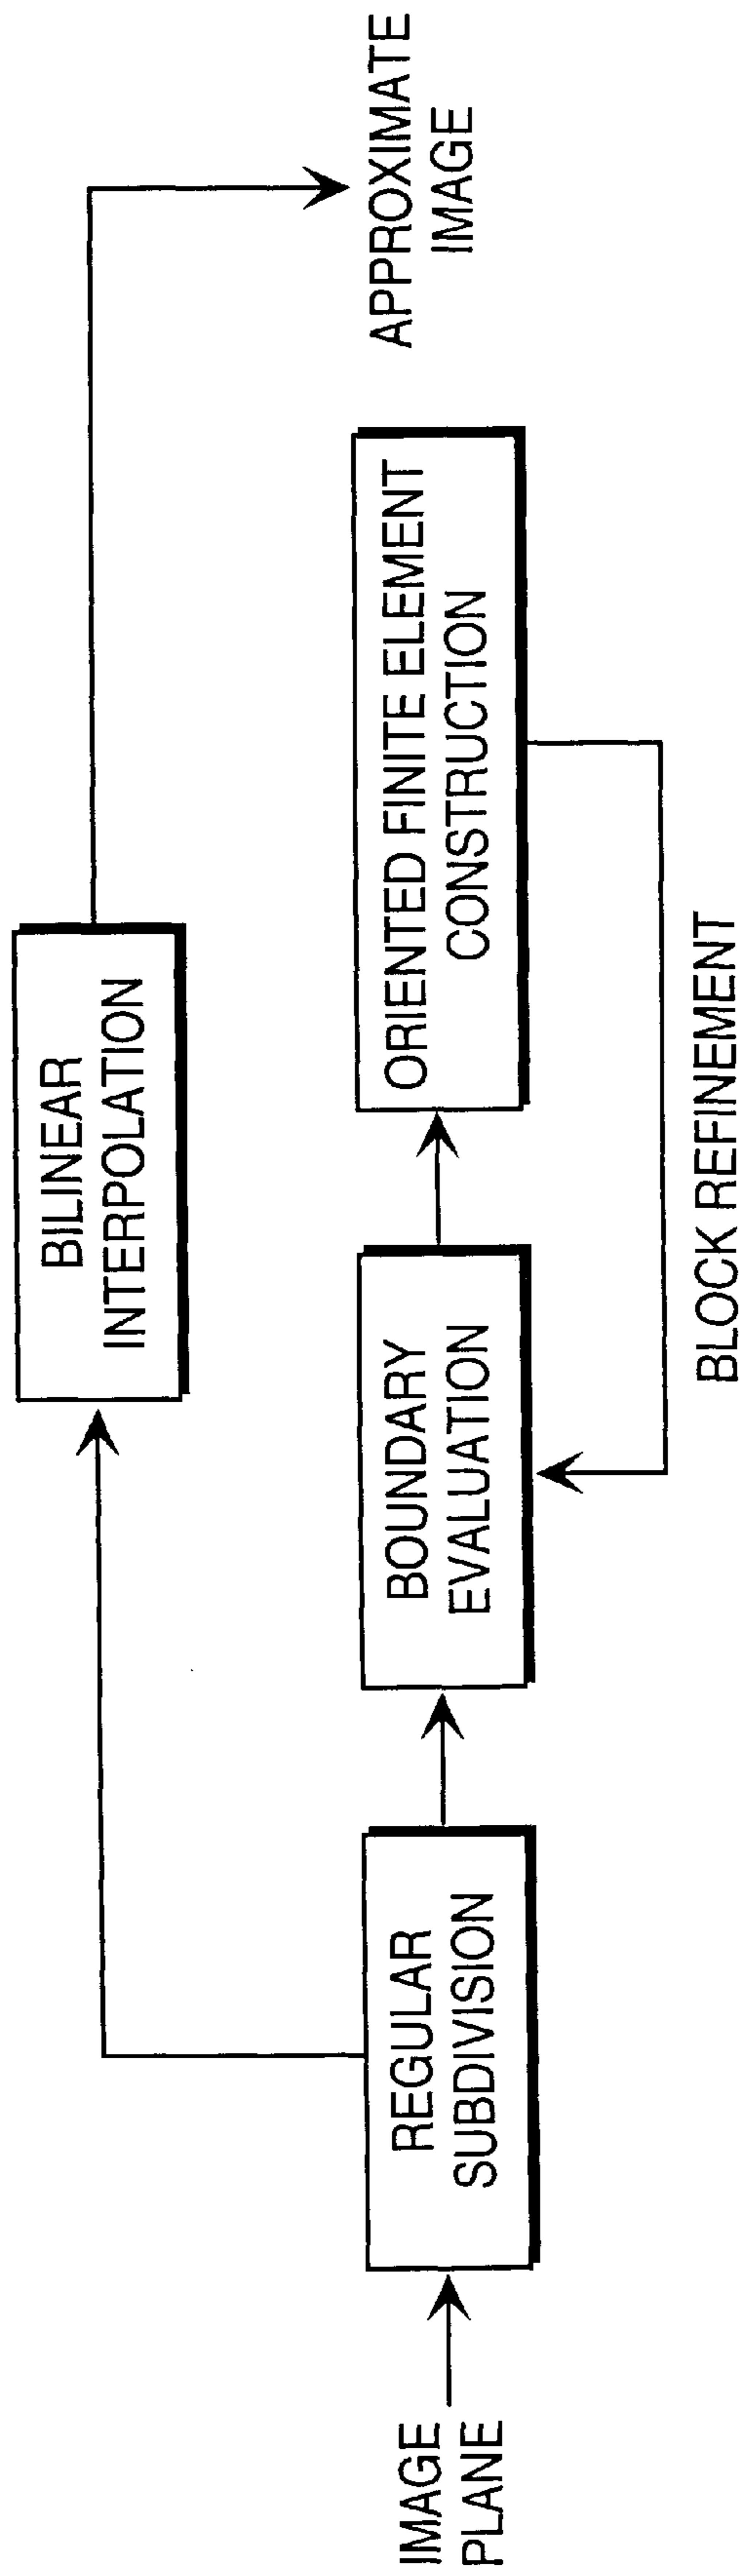 IMAGE
PLANE
REGULAR
SUBDIVISION
BOUNDARY
EVALUATION
ORIENTED FINITE ELEMENT
CONSTRUCTION
BLOCK REFINEMENT
BILINEAR
INTERPOLATION
APPROXIMATE
IMAGE